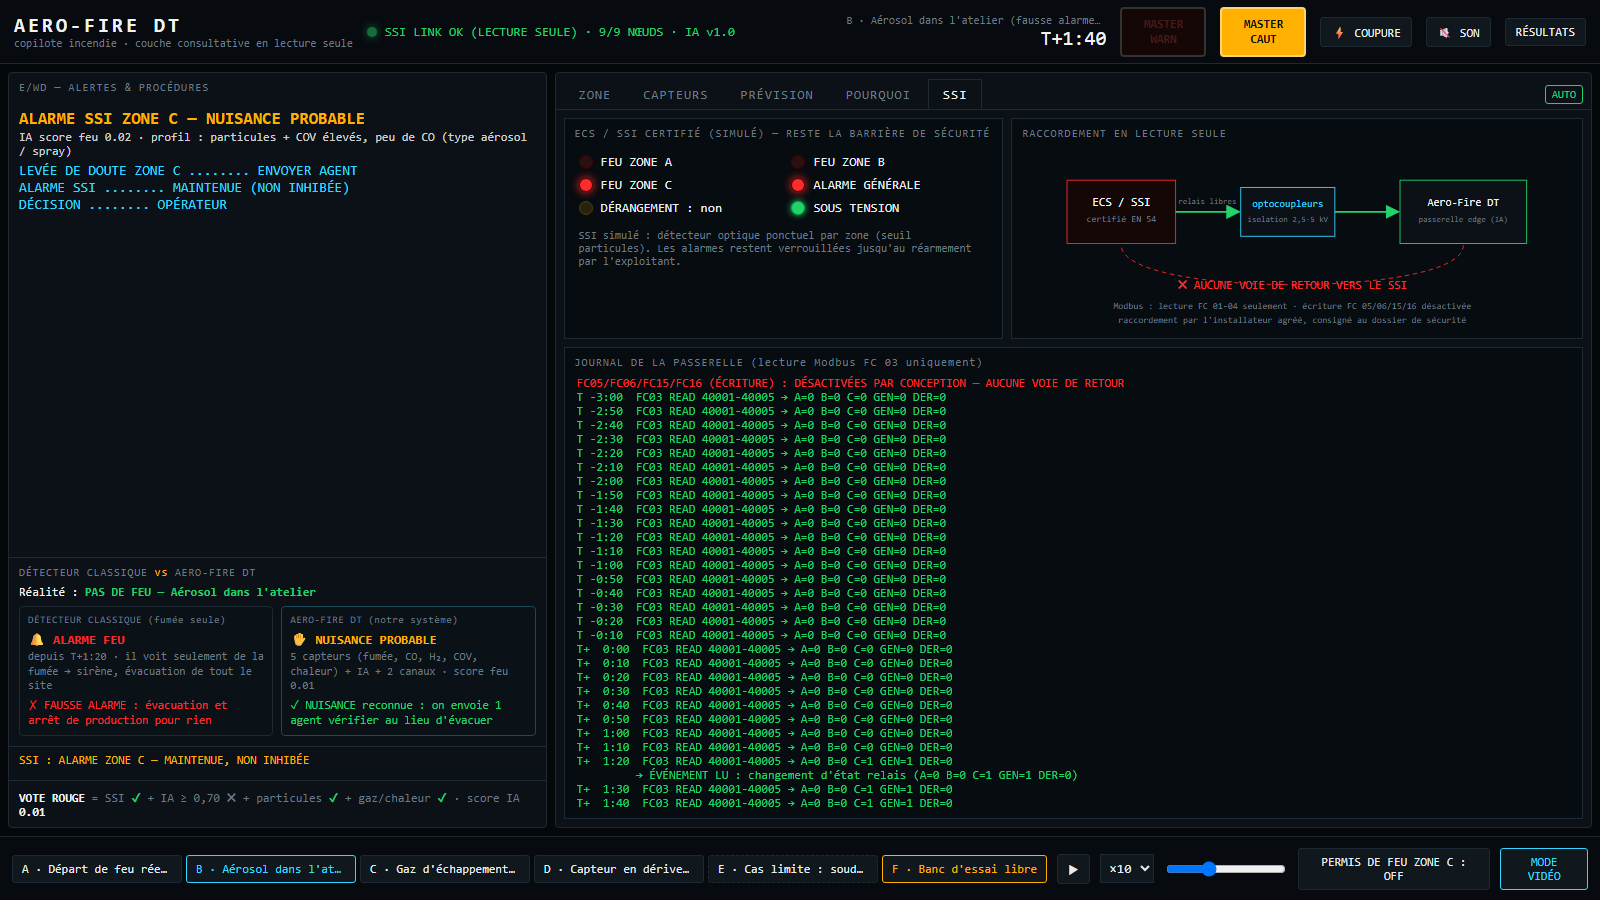 AERO-FIRE DT
copilote incendie · couche consultative en lecture seule
SSI LINK OK (LECTURE SEULE) · 9/9 NŒUDS · IA v1.0
B · Aérosol dans l'atelier (fausse alarme…
T+1:40
MASTER
WARN
MASTER
CAUT
COUPURE
SON
RÉSULTATS
E/WD — ALERTES & PROCÉDURES
ALARME SSI ZONE C — NUISANCE PROBABLE
IA score feu 0.02 · profil : particules + COV élevés, peu de CO (type aérosol
/ spray)
LEVÉE DE DOUTE ZONE C ........ ENVOYER AGENT
ALARME SSI ........ MAINTENUE (NON INHIBÉE)
DÉCISION ........ OPÉRATEUR
DÉTECTEUR CLASSIQUE vs AERO-FIRE DT
Réalité : PAS DE FEU — Aérosol dans l'atelier
DÉTECTEUR CLASSIQUE (fumée seule)
ALARME FEU
depuis T+1:20 · il voit seulement de la
fumée → sirène, évacuation de tout le
site
✗ FAUSSE ALARME : évacuation et
arrêt de production pour rien
AERO-FIRE DT (notre système)
NUISANCE PROBABLE
5 capteurs (fumée, CO, H₂, COV,
chaleur) + IA + 2 canaux · score feu
0.01
✓ NUISANCE reconnue : on envoie 1
agent vérifier au lieu d'évacuer
SSI : ALARME ZONE C — MAINTENUE, NON INHIBÉE
VOTE ROUGE = SSI ✓ + IA ≥ 0,70 ✕ + particules ✓ + gaz/chaleur ✓ · score IA
0.01
ZONE
CAPTEURS
PRÉVISION
POURQUOI
SSI
AUTO
ECS / SSI CERTIFIÉ (SIMULÉ) — RESTE LA BARRIÈRE DE SÉCURITÉ
FEU ZONE A
FEU ZONE B
FEU ZONE C
ALARME GÉNÉRALE
DÉRANGEMENT : non
SOUS TENSION
SSI simulé : détecteur optique ponctuel par zone (seuil
particules). Les alarmes restent verrouillées jusqu'au réarmement
par l'exploitant.
RACCORDEMENT EN LECTURE SEULE
ECS / SSI
certifié EN 54
relais libres
optocoupleurs
isolation 2,5-5 kV
Aero-Fire DT
passerelle edge (IA)
✕ AUCUNE VOIE DE RETOUR VERS LE SSI
Modbus : lecture FC 01-04 seulement · écriture FC 05/06/15/16 désactivée
raccordement par l'installateur agréé, consigné au dossier de sécurité
JOURNAL DE LA PASSERELLE (lecture Modbus FC 03 uniquement)
FC05/FC06/FC15/FC16 (ÉCRITURE) : DÉSACTIVÉES PAR CONCEPTION — AUCUNE VOIE DE RETOUR
T -3:00 FC03 READ 40001-40005 → A=0 B=0 C=0 GEN=0 DER=0
T -2:50 FC03 READ 40001-40005 → A=0 B=0 C=0 GEN=0 DER=0
T -2:40 FC03 READ 40001-40005 → A=0 B=0 C=0 GEN=0 DER=0
T -2:30 FC03 READ 40001-40005 → A=0 B=0 C=0 GEN=0 DER=0
T -2:20 FC03 READ 40001-40005 → A=0 B=0 C=0 GEN=0 DER=0
T -2:10 FC03 READ 40001-40005 → A=0 B=0 C=0 GEN=0 DER=0
T -2:00 FC03 READ 40001-40005 → A=0 B=0 C=0 GEN=0 DER=0
T -1:50 FC03 READ 40001-40005 → A=0 B=0 C=0 GEN=0 DER=0
T -1:40 FC03 READ 40001-40005 → A=0 B=0 C=0 GEN=0 DER=0
T -1:30 FC03 READ 40001-40005 → A=0 B=0 C=0 GEN=0 DER=0
T -1:20 FC03 READ 40001-40005 → A=0 B=0 C=0 GEN=0 DER=0
T -1:10 FC03 READ 40001-40005 → A=0 B=0 C=0 GEN=0 DER=0
T -1:00 FC03 READ 40001-40005 → A=0 B=0 C=0 GEN=0 DER=0
T -0:50 FC03 READ 40001-40005 → A=0 B=0 C=0 GEN=0 DER=0
T -0:40 FC03 READ 40001-40005 → A=0 B=0 C=0 GEN=0 DER=0
T -0:30 FC03 READ 40001-40005 → A=0 B=0 C=0 GEN=0 DER=0
T -0:20 FC03 READ 40001-40005 → A=0 B=0 C=0 GEN=0 DER=0
T -0:10 FC03 READ 40001-40005 → A=0 B=0 C=0 GEN=0 DER=0
T+ 0:00 FC03 READ 40001-40005 → A=0 B=0 C=0 GEN=0 DER=0
T+ 0:10 FC03 READ 40001-40005 → A=0 B=0 C=0 GEN=0 DER=0
T+ 0:20 FC03 READ 40001-40005 → A=0 B=0 C=0 GEN=0 DER=0
T+ 0:30 FC03 READ 40001-40005 → A=0 B=0 C=0 GEN=0 DER=0
T+ 0:40 FC03 READ 40001-40005 → A=0 B=0 C=0 GEN=0 DER=0
T+ 0:50 FC03 READ 40001-40005 → A=0 B=0 C=0 GEN=0 DER=0
T+ 1:00 FC03 READ 40001-40005 → A=0 B=0 C=0 GEN=0 DER=0
T+ 1:10 FC03 READ 40001-40005 → A=0 B=0 C=0 GEN=0 DER=0
T+ 1:20 FC03 READ 40001-40005 → A=0 B=0 C=1 GEN=1 DER=0
→ ÉVÉNEMENT LU : changement d'état relais (A=0 B=0 C=1 GEN=1 DER=0)
T+ 1:30 FC03 READ 40001-40005 → A=0 B=0 C=1 GEN=1 DER=0
T+ 1:40 FC03 READ 40001-40005 → A=0 B=0 C=1 GEN=1 DER=0
A · Départ de feu rée…
B · Aérosol dans l'at…
C · Gaz d'échappement…
D · Capteur en dérive…
E · Cas limite : soud…
F · Banc d'essai libre
x10
PERMIS DE FEU ZONE C :
OFF
MODE
VIDÉO